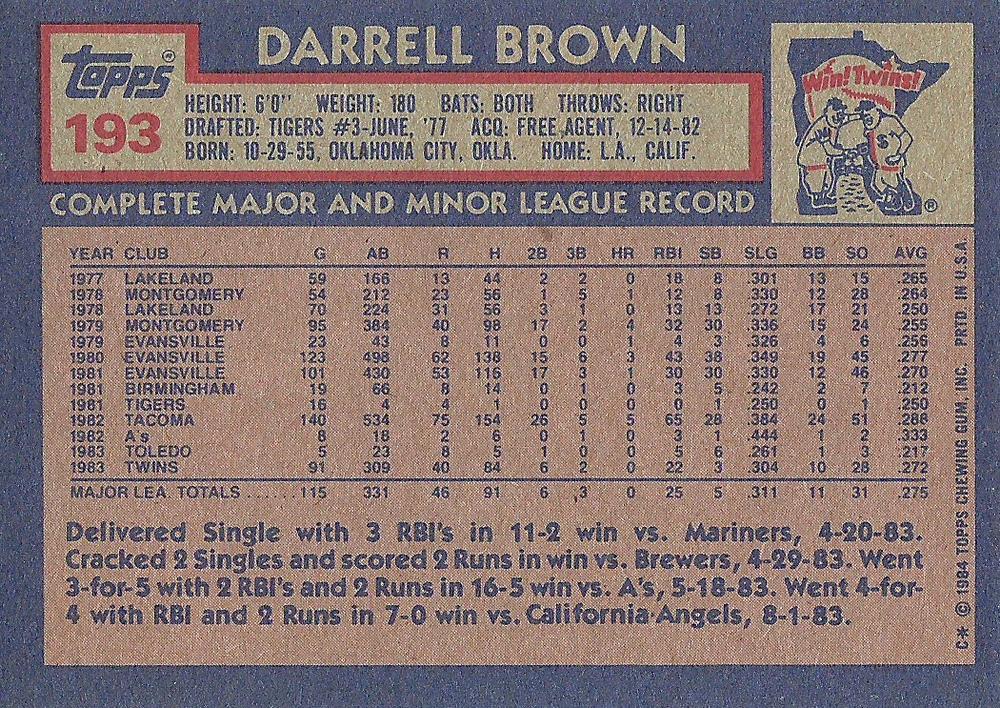 DARRELL BROWN
Topps®
Win! Twins!
193
HEIGHT: 6'0" WEIGHT: 180 BATS: BOTH THROWS: RIGHT
DRAFTED: TIGERS #3-JUNE, '77 ACQ: FREE AGENT, 12-14-82
BORN: 10-29-55, OKLAHOMA CITY, OKLA. HOME: L.A., CALIF.
®
COMPLETE MAJOR AND MINOR LEAGUE RECORD
YEAR CLUB G AB R H 2B 3B HR RBI SB SLG BB SO AVG
1977 LAKELAND 59 166 13 44 2 2 0 18 8 .301 13 15 .265
1978 MONTGOMERY 54 212 23 56 1 5 1 12 8 .330 12 28 .264
1978 LAKELAND 70 224 31 56 3 1 0 13 13 .272 17 21 .250
1979 MONTGOMERY 95 384 40 98 17 2 4 32 30 .336 15 24 .255
1979 EVANSVILLE 23 43 8 11 0 0 1 4 3 .326 4 6 .256
1980 EVANSVILLE 123 498 62 138 15 6 3 43 38 .349 19 45 .277
1981 EVANSVILLE 101 430 53 116 17 3 1 30 30 .330 12 46 .270
1981 BIRMINGHAM 19 66 8 14 0 1 0 3 5 .242 2 7 .212
1981 TIGERS 16 4 4 1 0 0 0 0 1 .250 0 1 .250
1982 TACOMA 140 534 75 154 26 5 5 65 28 .384 24 51 .288
1982 A's 8 18 2 6 0 1 0 3 1 .444 1 2 .333
1983 TOLEDO 5 23 8 5 1 0 0 5 6 .261 1 3 .217
1983 TWINS 91 309 40 84 6 2 0 22 3 .304 10 28 .272
MAJOR LEA. TOTALS ...... 115 331 46 91 6 3 0 25 5 .311 11 31 .275
Delivered Single with 3 RBI's in 11-2 win vs. Mariners, 4-20-83.
Cracked 2 Singles and scored 2 Runs in win vs. Brewers, 4-29-83. Went
3-for-5 with 2 RBI's and 2 Runs in 16-5 win vs. A's, 5-18-83. Went 4-for-
4 with RBI and 2 Runs in 7-0 win vs. California Angels, 8-1-83.
C* © 1984 TOPPS CHEWING GUM, INC. PRTD. IN U.S.A.